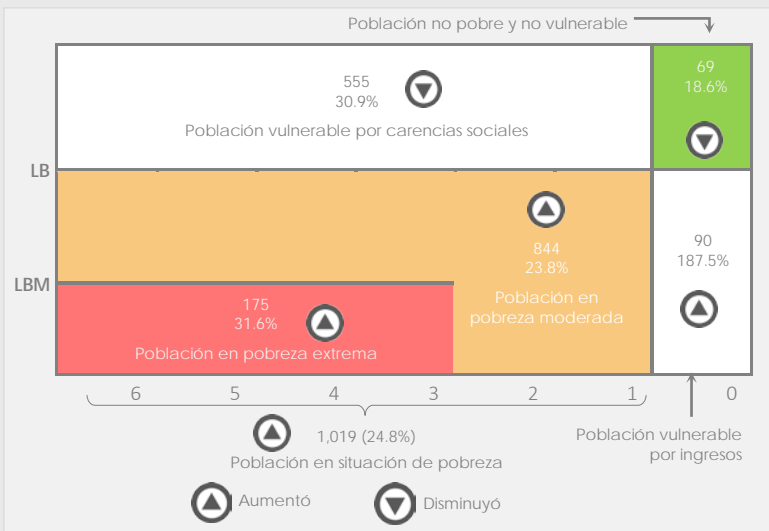 Población no pobre y no vulnerable
69
18.6%
555
30.9%
Población vulnerable por carencias sociales
LB
844
23.8%
Población en
pobreza moderada
90
187.5%
LBM
175
31.6%
Población en pobreza extrema
6 5 4 3 2 1 0
1,019 (24.8%)
Población en situación de pobreza
Población vulnerable
por ingresos
Aumentó
Disminuyó